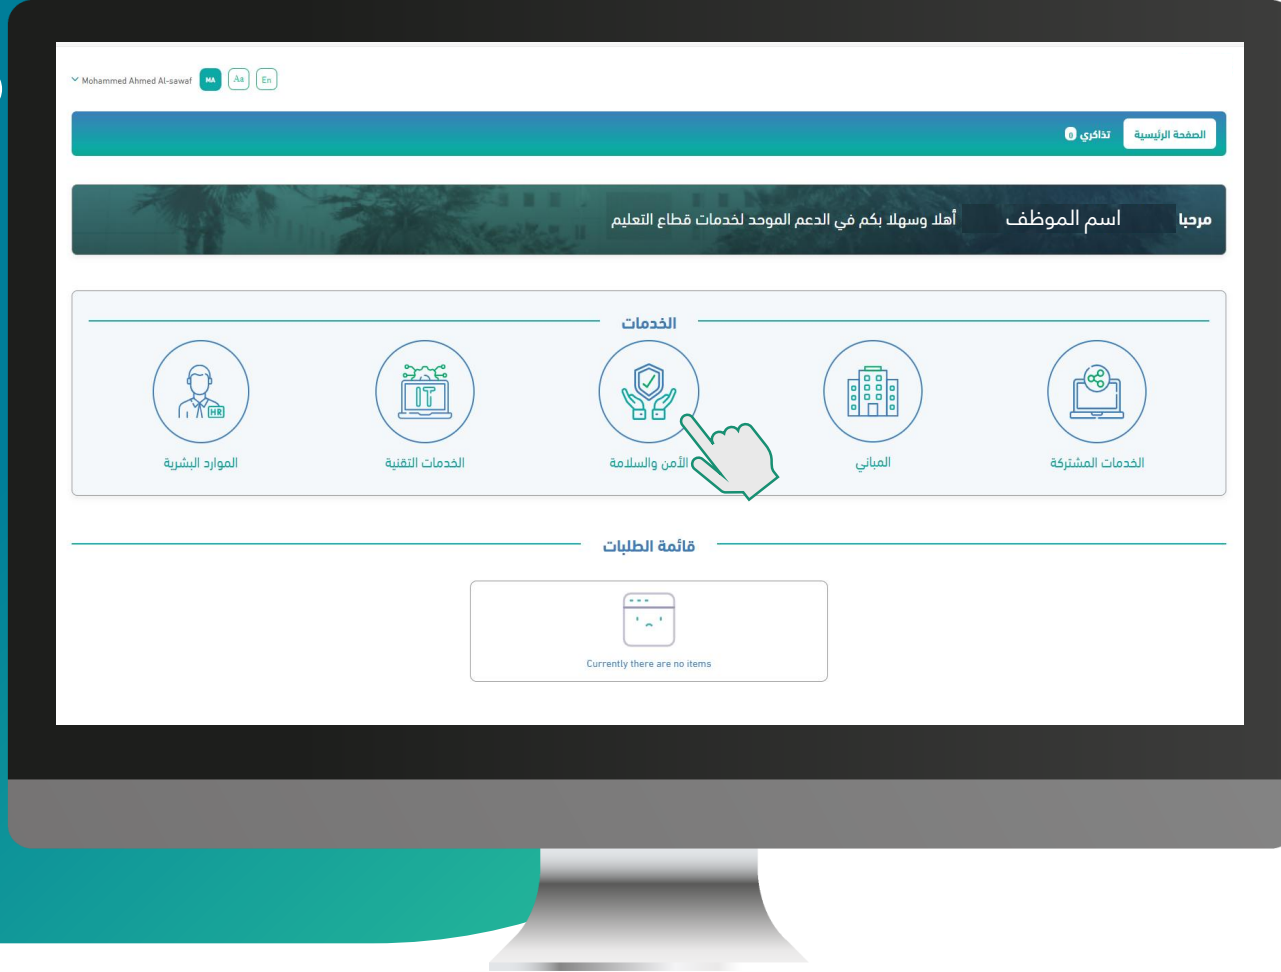 Mohammed Ahmed Al-sawaf MA Aa En
الصفحة الرئيسية تذاكري 0
مرحبا اسم الموظف أهلا وسهلا بكم في الدعم الموحد لخدمات قطاع التعليم
الخدمات
IT
HR
الخدمات المشتركة المباني الأمن والسلامة الخدمات التقنية الموارد البشرية
قائمة الطلبات
Currently there are no items